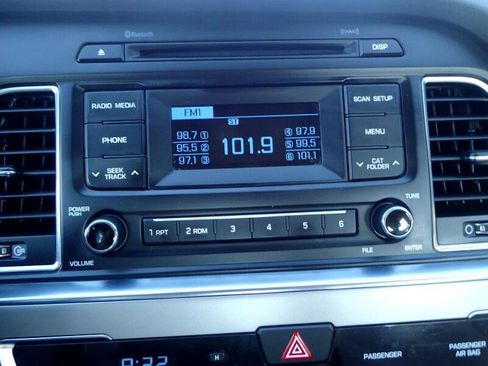 Bluetooth
DISP
RADIO MEDIA
FM1
SCAN SETUP
ST
PHONE
98.7 1
101.9
4 97.9
MENU
95.5 2
5 99.5
97.1 3
6 101.1
SEEK
TRACK
CAT
FOLDER
POWER
PUSH
TUNE
1 RPT
2 RDM
3
4
5
6
VOLUME
FILE
ENTER
H
PASSENGER
PASSENGER
AIR BAG